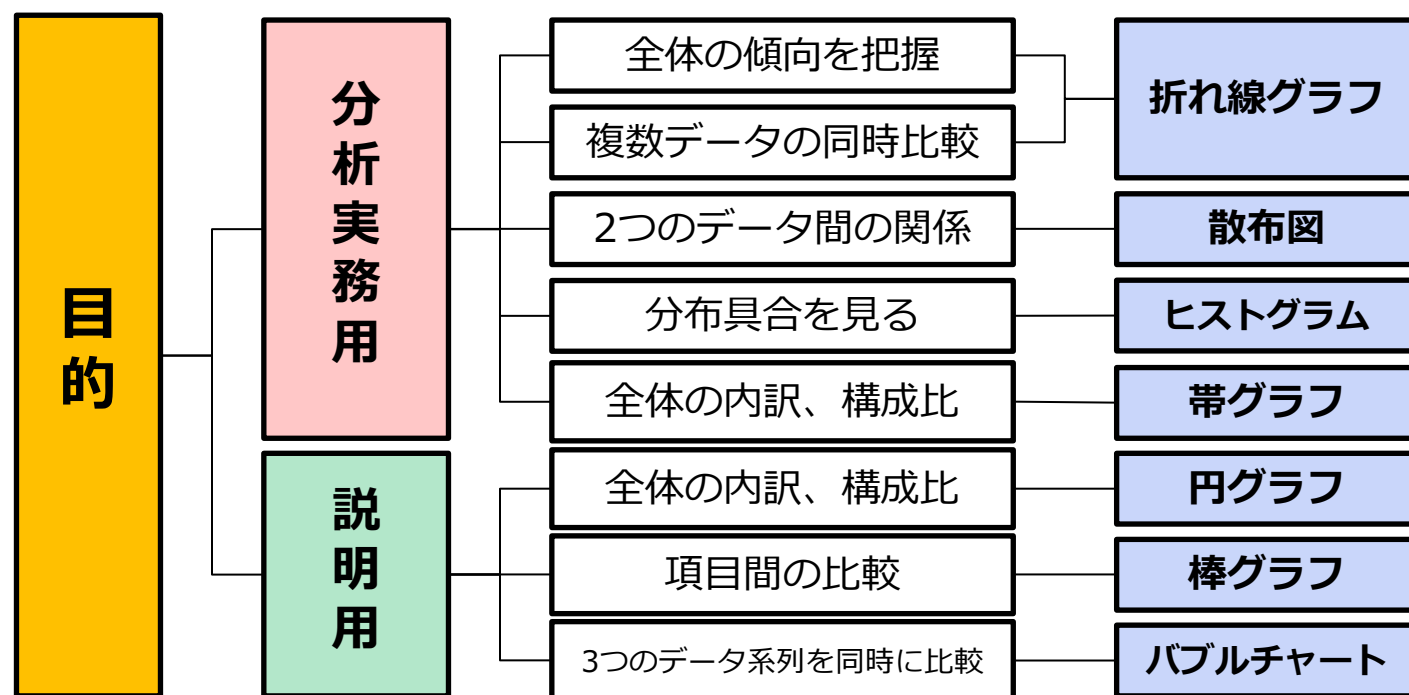 目的
分析実務用
全体の傾向を把握
複数データの同時比較
折れ線グラフ
2つのデータ間の関係
散布図
分布具合を見る
ヒストグラム
全体の内訳、構成比
帯グラフ
説明用
全体の内訳、構成比
円グラフ
項目間の比較
棒グラフ
3つのデータ系列を同時に比較
バブルチャート